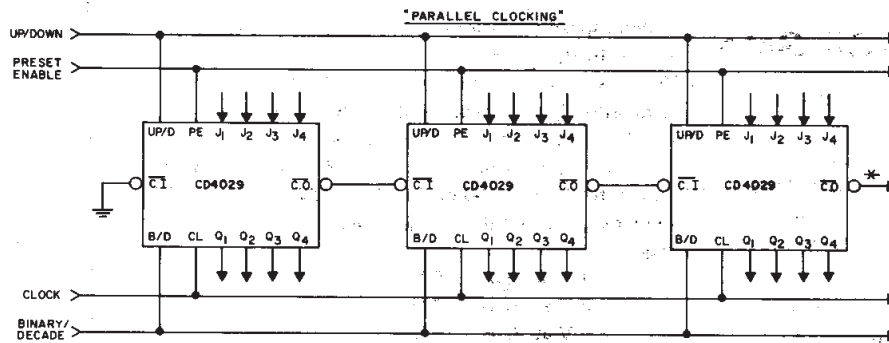 "PARALLEL CLOCKING"
UP/DOWN
PRESET
ENABLE
UP/D PE J1 J2 J3 J4
UP/D PE J1 J2 J3 J4
UP/D PE J1 J2 J3 J4
C.I. CD4029 C.O.
C.I CD4029 C.O
C.I CD4029 C.O.
*
B/D CL Q1 Q2 Q3 Q4
B/D CL Q1 Q2 Q3 Q4
B/D CL Q1 Q2 Q3 Q4
CLOCK
BINARY/
DECADE